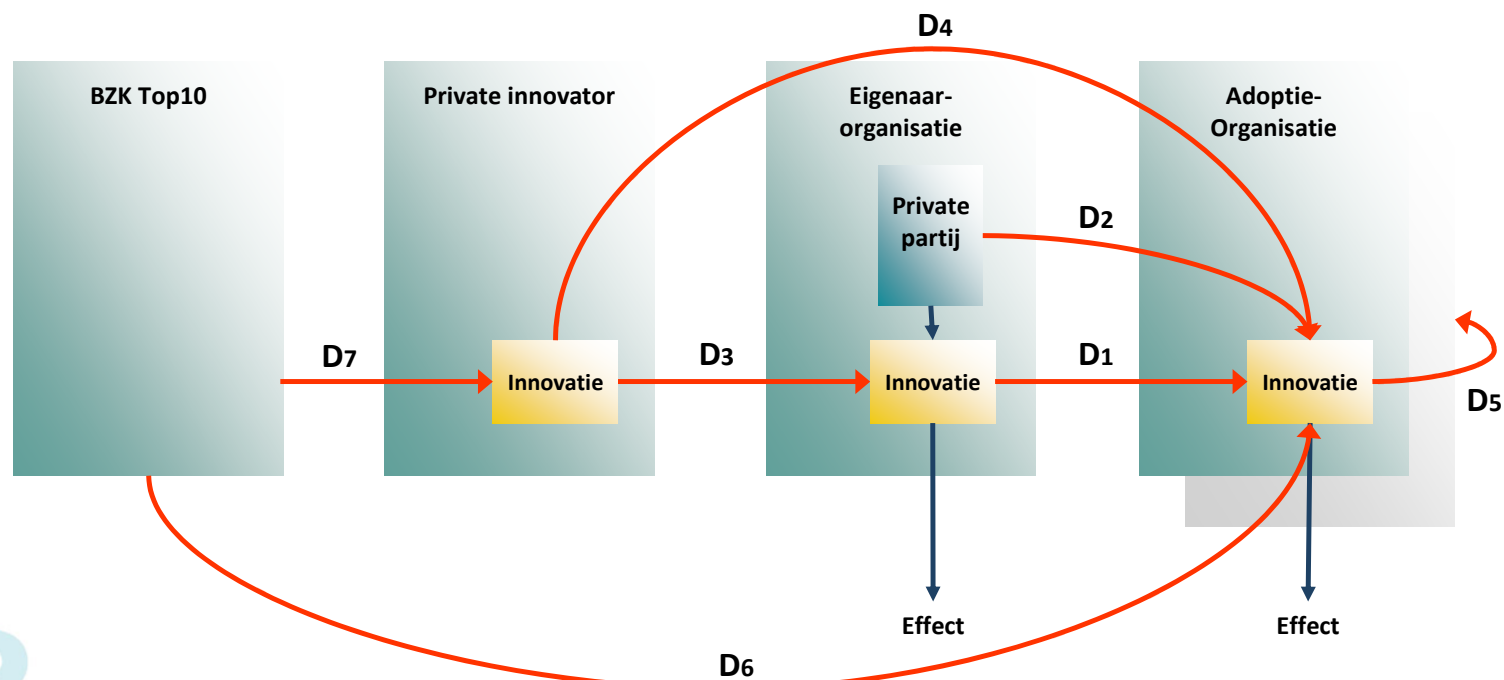 D4
BZK Top10
Private innovator
Eigenaar-
organisatie
Adoptie-
Organisatie
Private
partij
D2
D7
D3
D1
Innovatie
Innovatie
Innovatie
D5
Effect
Effect
D6